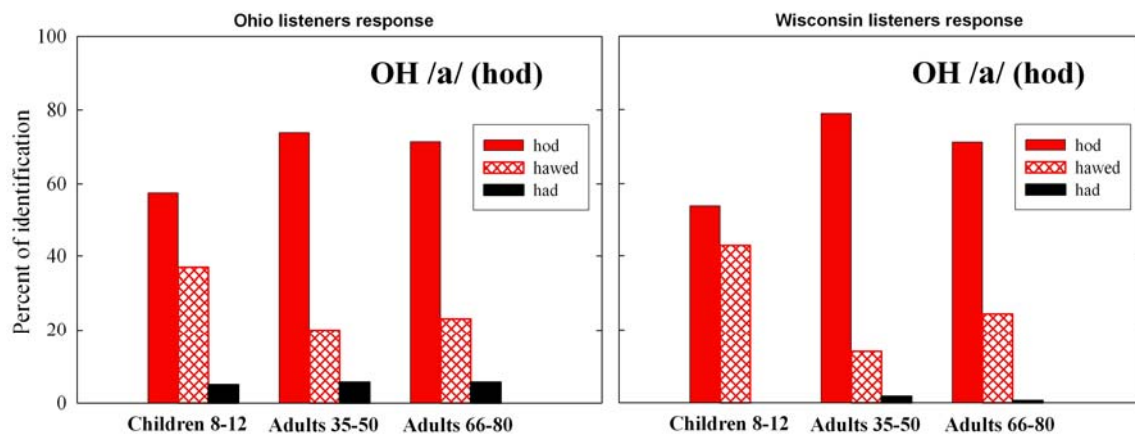 Ohio listeners response
Wisconsin listeners response
100
80
60
40
20
0
Percent of identification
OH /a/ (hod)
hod
hawed
had
Children 8-12 Adults 35-50 Adults 66-80
OH /a/ (hod)
hod
hawed
had
Children 8-12 Adults 35-50 Adults 66-80